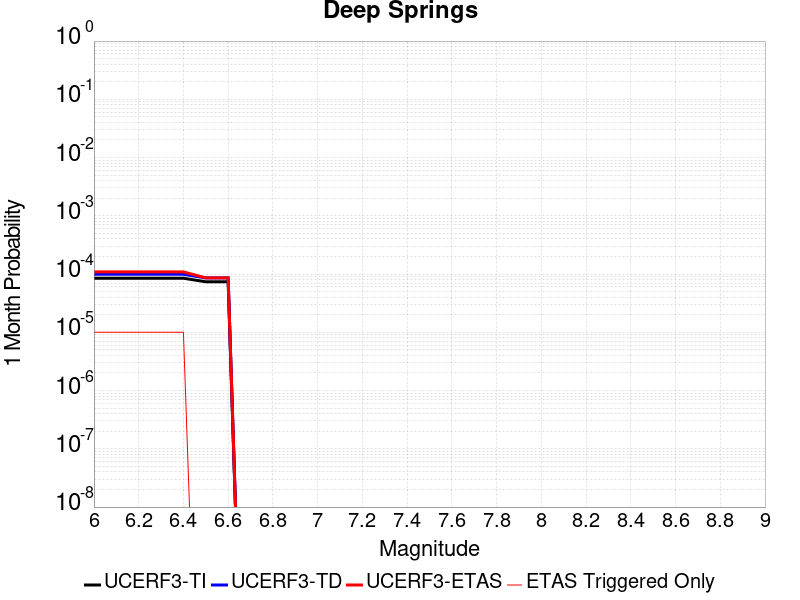 Deep Springs
10^0
10^-1
10^-2
10^-3
10^-4
10^-5
10^-6
10^-7
10^-8
1 Month Probability
6 6.2 6.4 6.6 6.8 7 7.2 7.4 7.6 7.8 8 8.2 8.4 8.6 8.8 9
Magnitude
UCERF3-TI UCERF3-TD UCERF3-ETAS ETAS Triggered Only